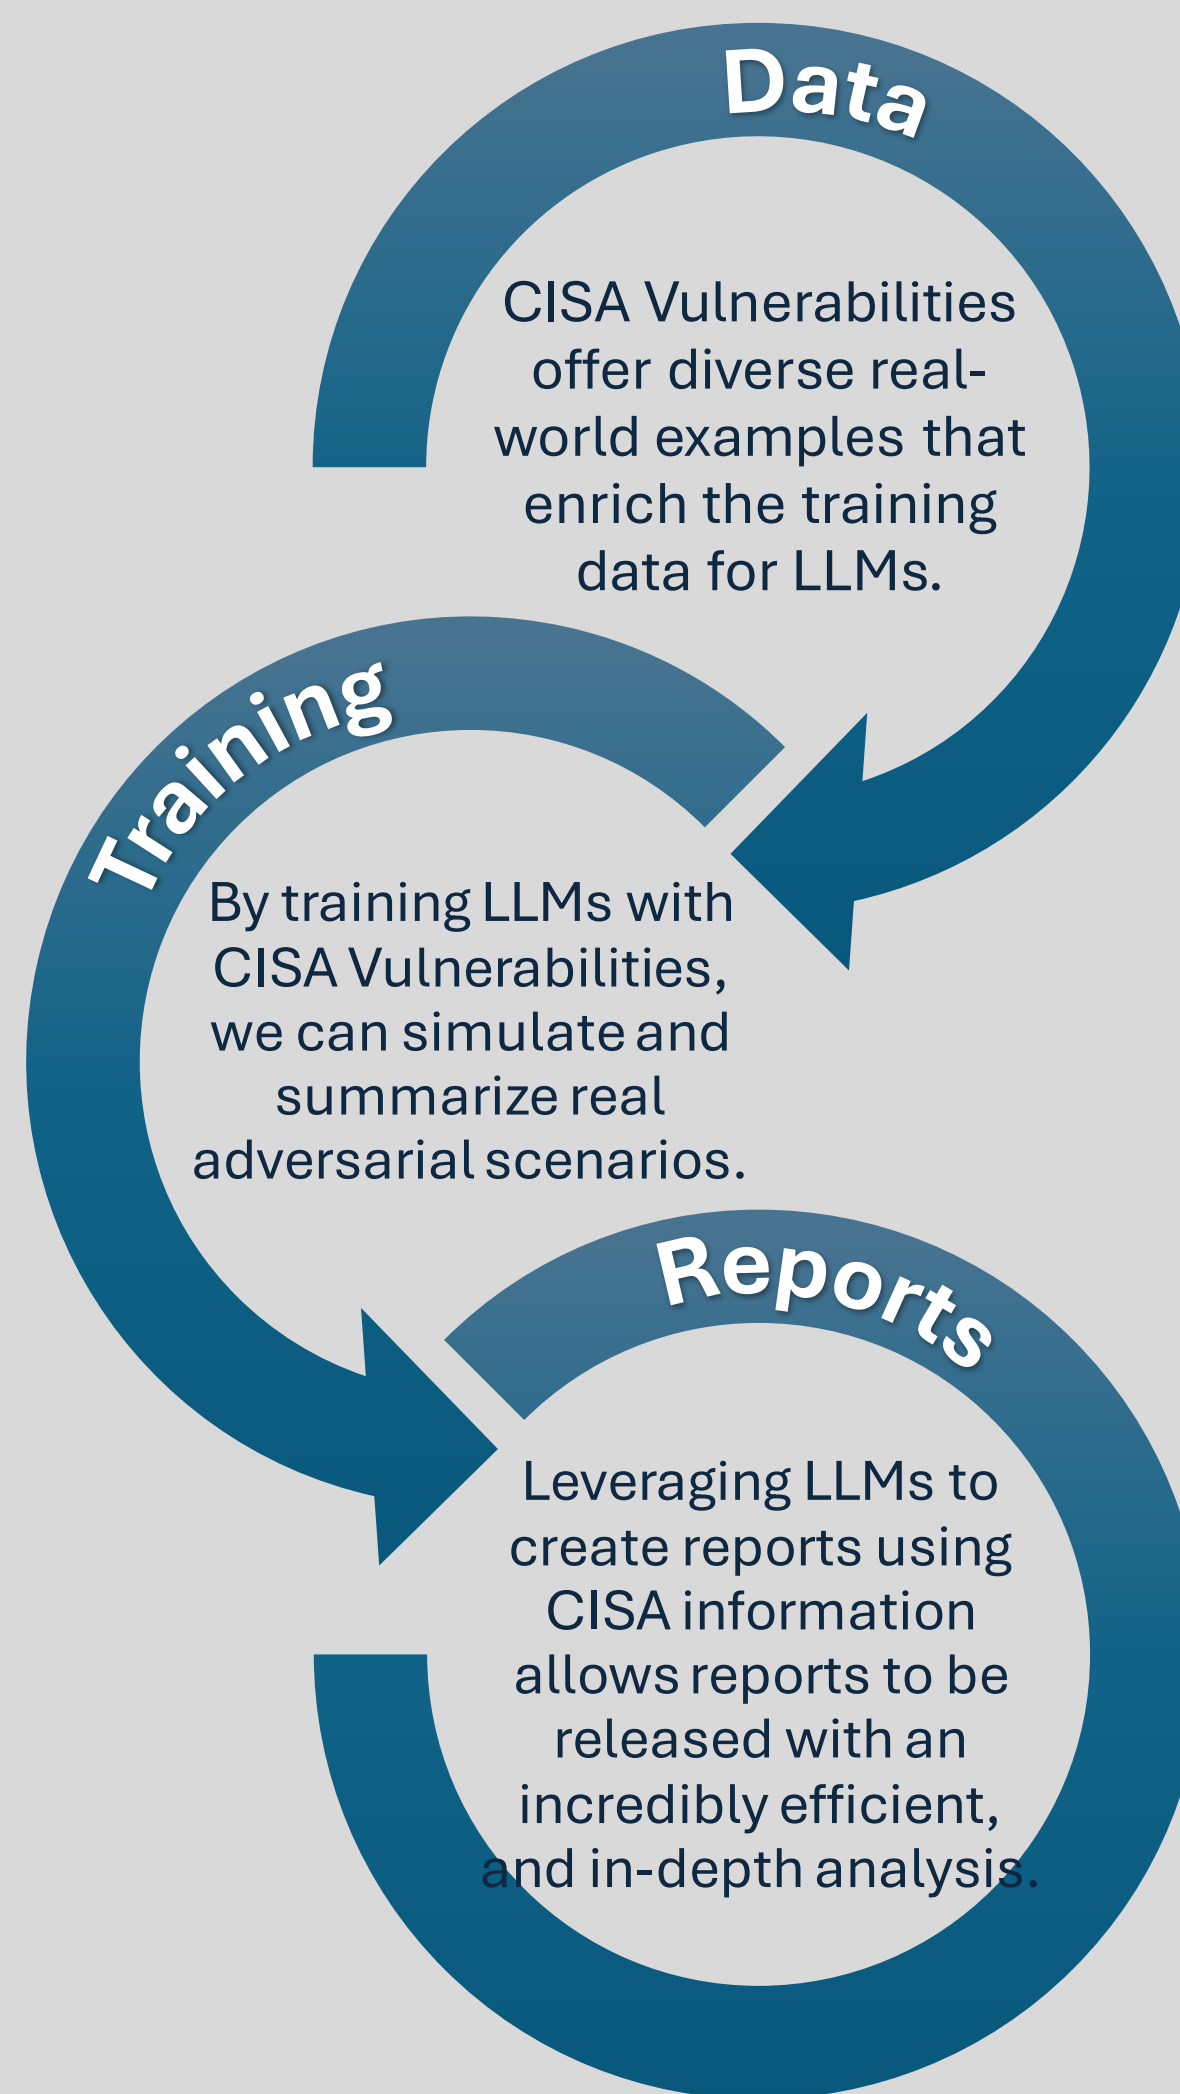 Data
CISA Vulnerabilities
offer diverse real-
world examples that
enrich the training
data for LLMs.
Training
By training LLMs with
CISA Vulnerabilities,
we can simulate and
summarize real
adversarial scenarios.
Reports
Leveraging LLMs to
create reports using
CISA information
allows reports to be
released with an
incredibly efficient,
and in-depth analysis.